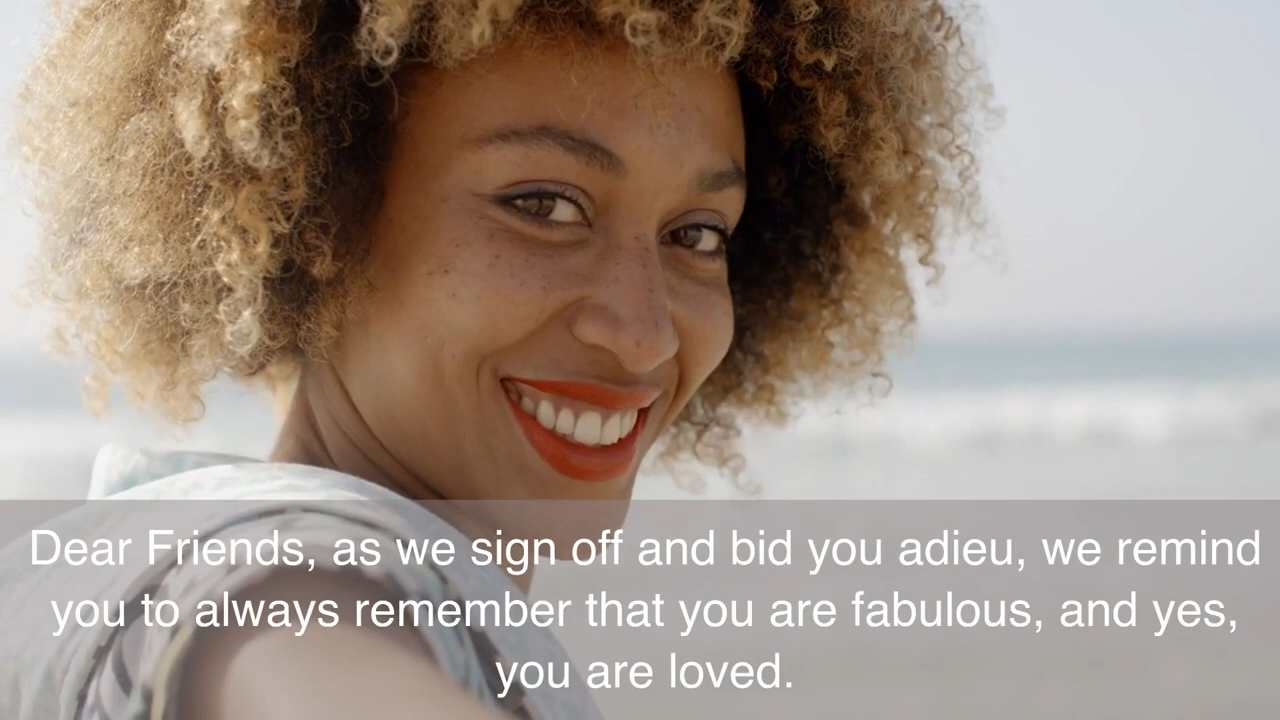 Dear Friends, as we sign off and bid you adieu, we remind
you to always remember that you are fabulous, and yes,
you are loved.